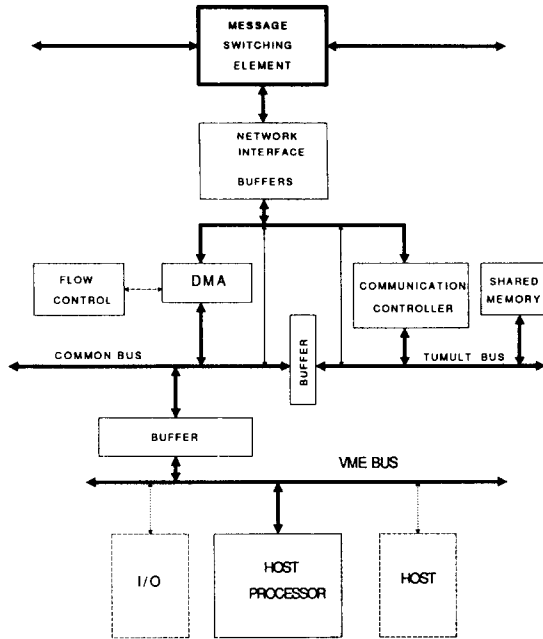 MESSAGE
SWITCHING
ELEMENT
NETWORK
INTERFACE
BUFFERS
FLOW
CONTROL
DMA
COMMUNICATION
CONTROLLER
SHARED
MEMORY
BUFFER
COMMON BUS
TUMULT BUS
BUFFER
VME BUS
I/O
HOST
PROCESSOR
HOST